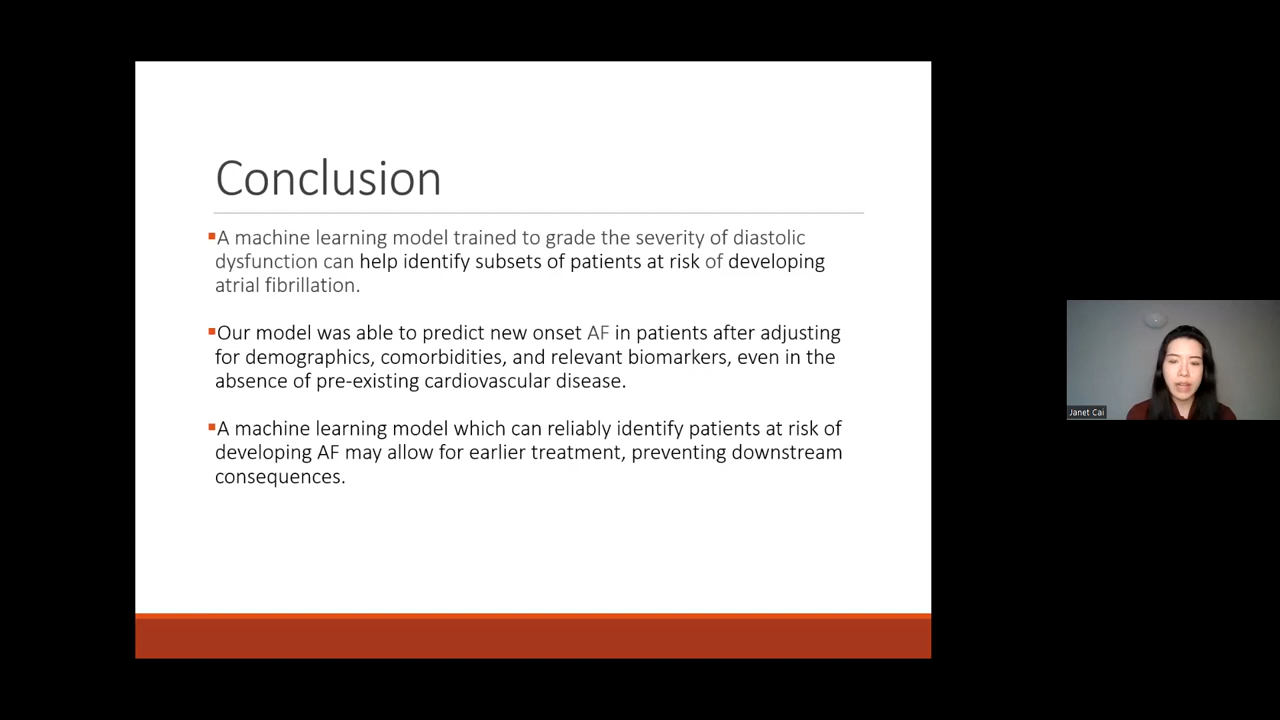 Conclusion
▪A machine learning model trained to grade the severity of diastolic
dysfunction can help identify subsets of patients at risk of developing
atrial fibrillation.
▪Our model was able to predict new onset AF in patients after adjusting
for demographics, comorbidities, and relevant biomarkers, even in the
absence of pre-existing cardiovascular disease.
▪A machine learning model which can reliably identify patients at risk of
developing AF may allow for earlier treatment, preventing downstream
consequences.
Janet Cai